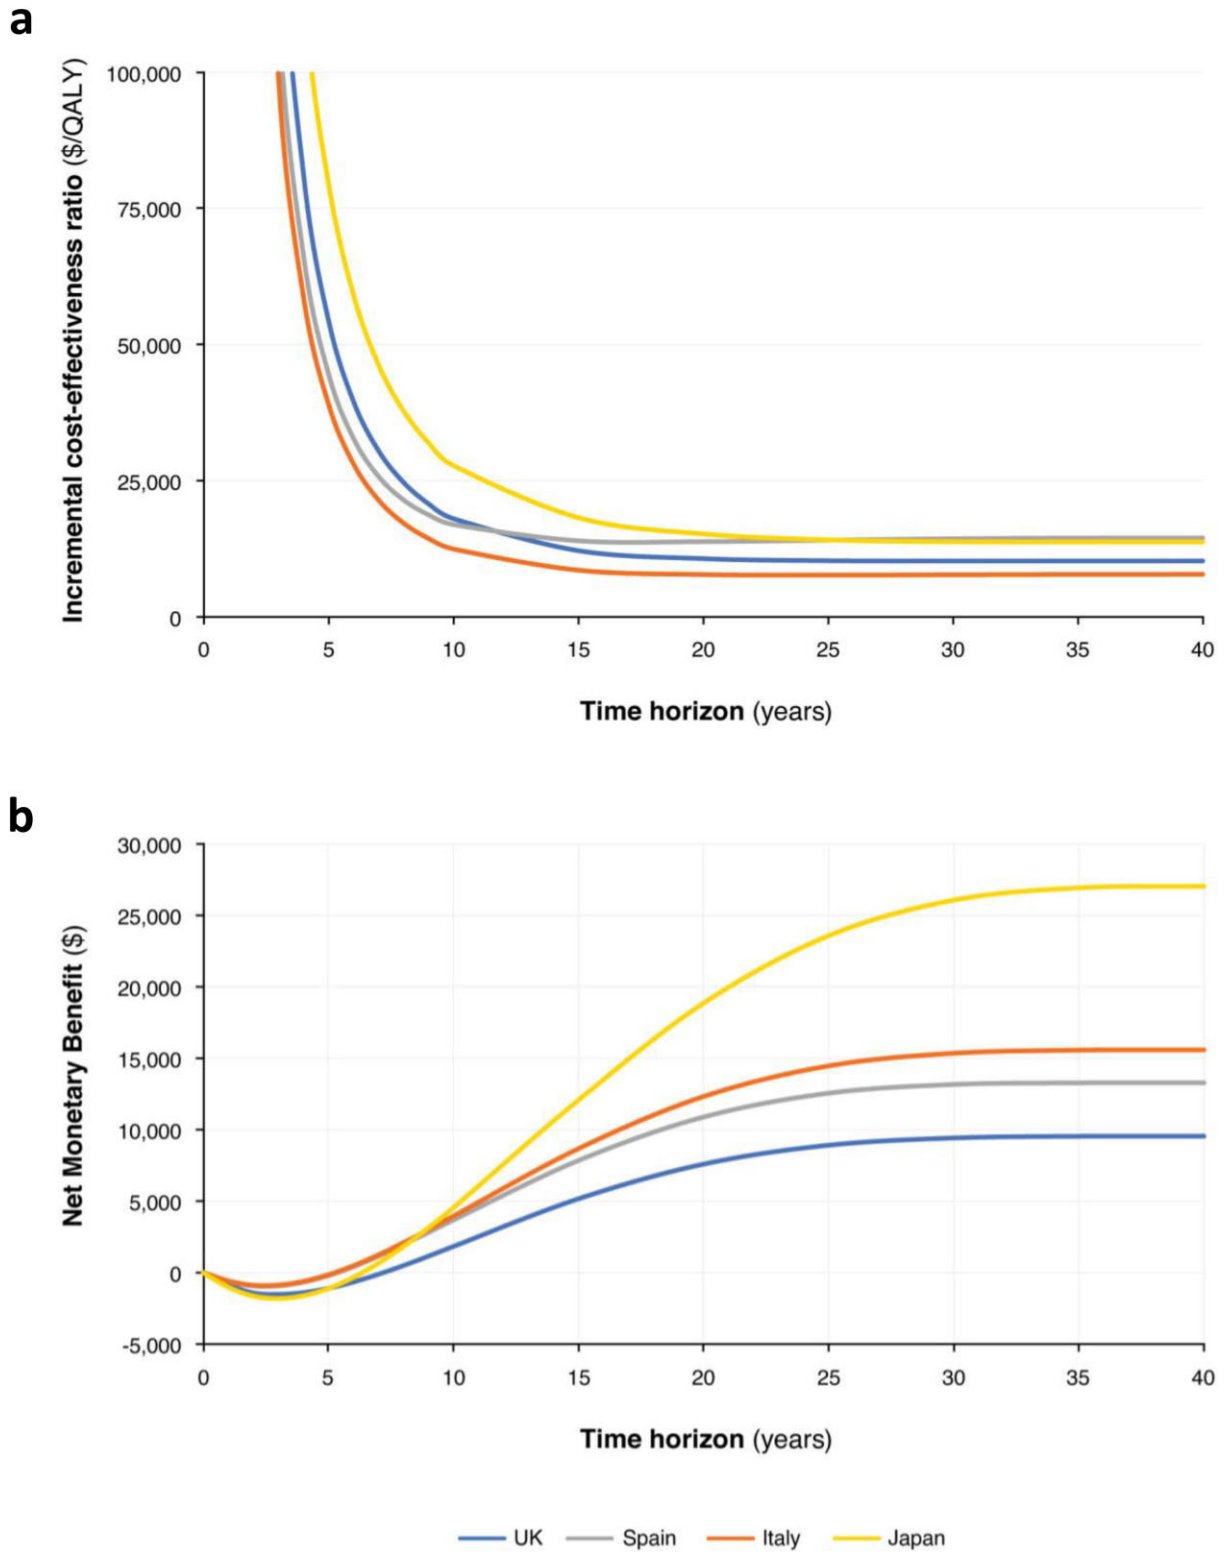 a
Incremental cost-effectiveness ratio ($/QALY)
100,000
75,000
50,000
25,000
0
0 5 10 15 20 25 30 35 40
Time horizon (years)
b
Net Monetary Benefit ($)
30,000
25,000
20,000
15,000
10,000
5,000
0
-5,000
0 5 10 15 20 25 30 35 40
Time horizon (years)
UK Spain Italy Japan